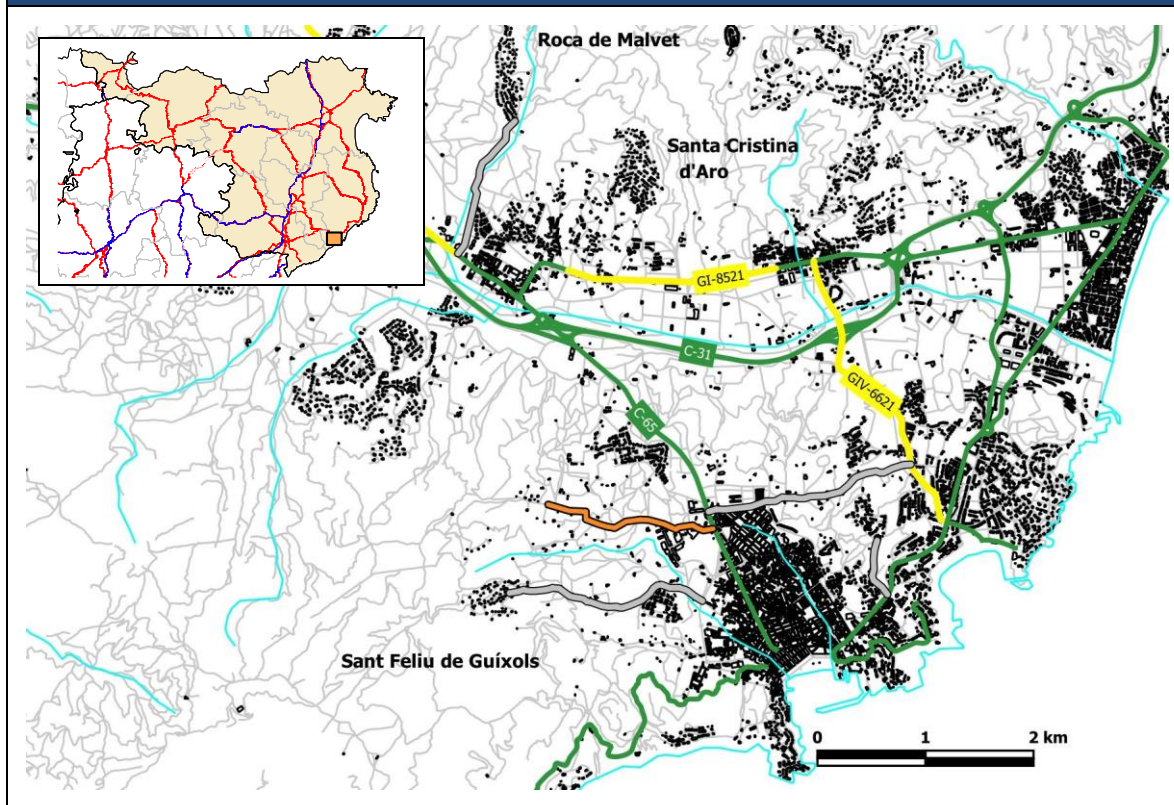 Roca de Malvet
Santa Cristina
d'Aro
GI-8521
C-31
GIV-6621
C-65
Sant Feliu de Guíxols
0 1 2 km